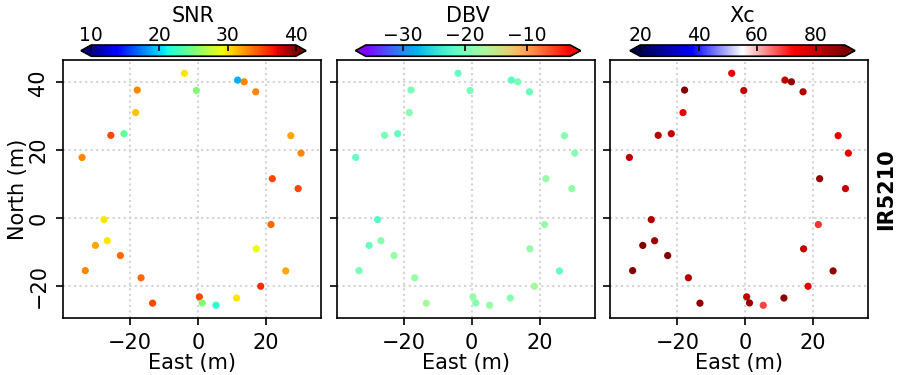 SNR DBV Xc
10 20 30 40 −30 −20 −10 20 40 60 80
40
20
0
−20
North (m)
IR5210
−20 0 20 −20 0 20 −20 0 20
East (m) East (m) East (m)